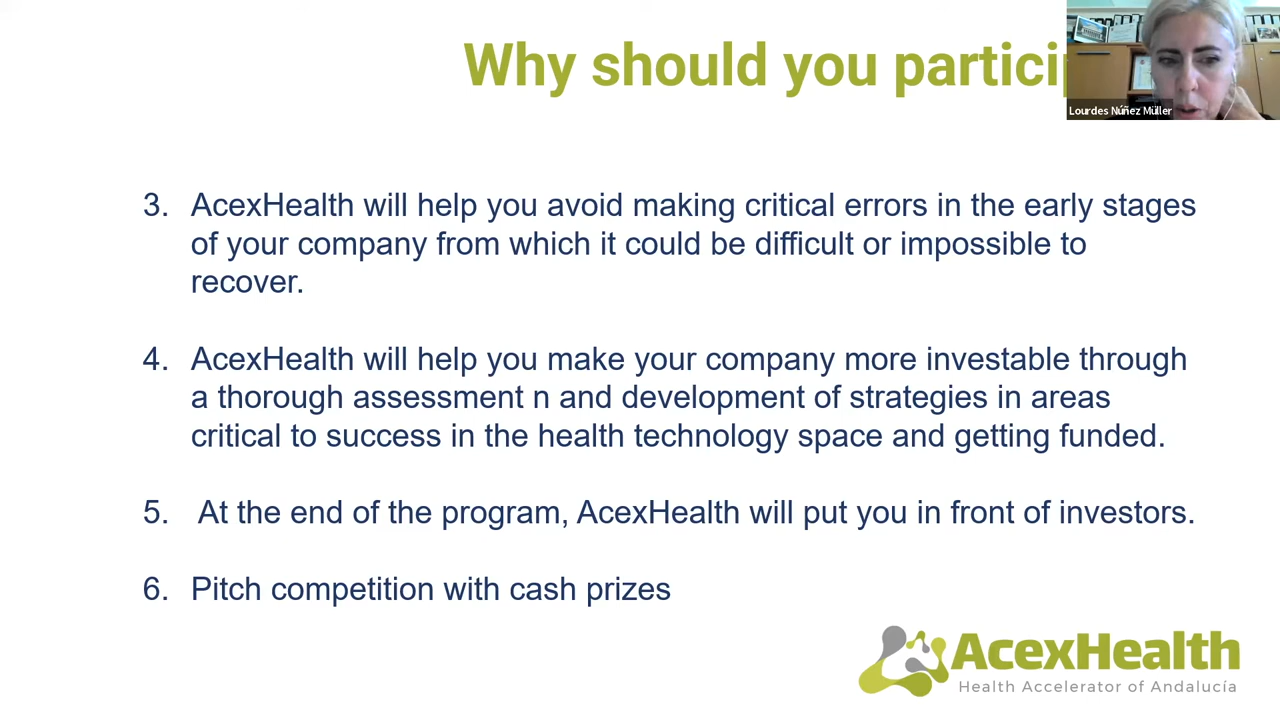 Why should you partici
Lourdes Núñez Müller
3. AcexHealth will help you avoid making critical errors in the early stages
of your company from which it could be difficult or impossible to
recover.
4. AcexHealth will help you make your company more investable through
a thorough assessment n and development of strategies in areas
critical to success in the health technology space and getting funded.
5. At the end of the program, AcexHealth will put you in front of investors.
6. Pitch competition with cash prizes
AcexHealth
Health Accelerator of Andalucía